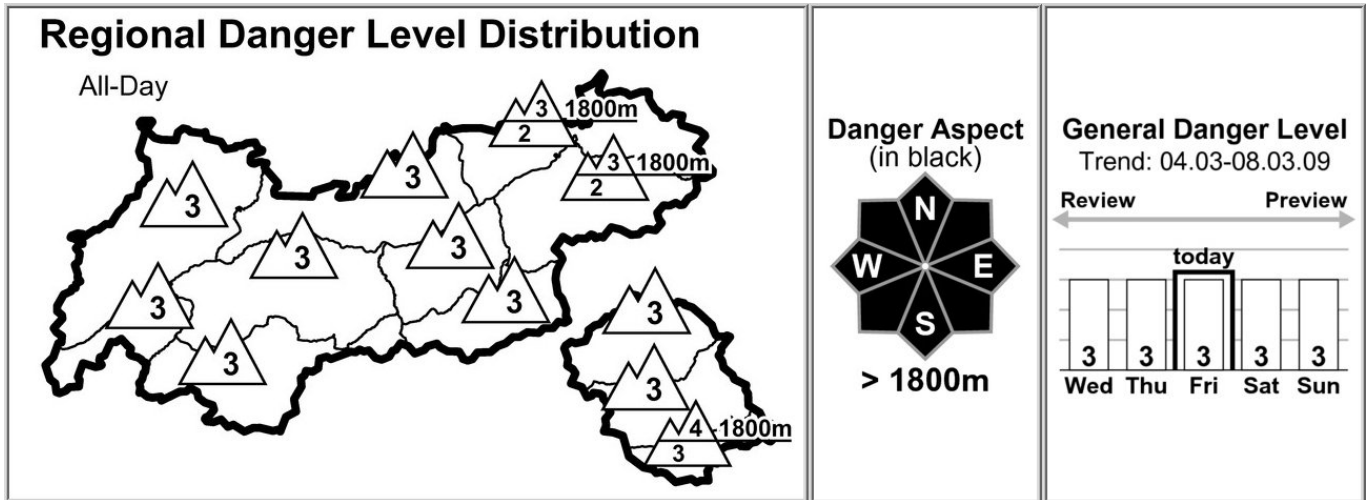 Regional Danger Level Distribution
All-Day
3 1800m
2
3
3 1800m
2
3
3
3
3
3
3
3
3
3
4 1800m
3
Danger Aspect
(in black)
N
W E
S
> 1800m
General Danger Level
Trend: 04.03-08.03.09
Review Preview
today
3 3 3 3 3
Wed Thu Fri Sat Sun